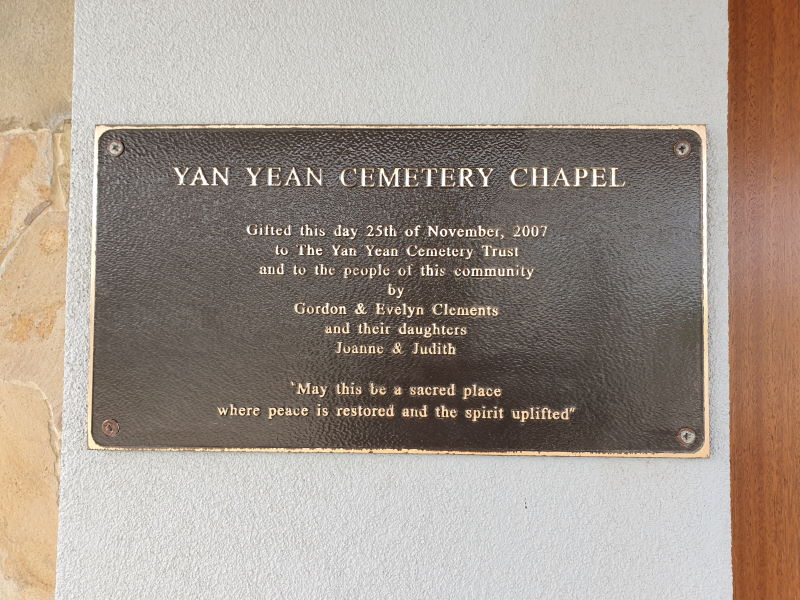 YAN YEAN CEMETERY CHAPEL
Gifted this day 25th of November, 2007
to The Yan Yean Cemetery Trust
and to the people of this community
by
Gordon & Evelyn Clements
and their daughters
Joanne & Judith
"May this be a sacred place
where peace is restored and the spirit uplifted"